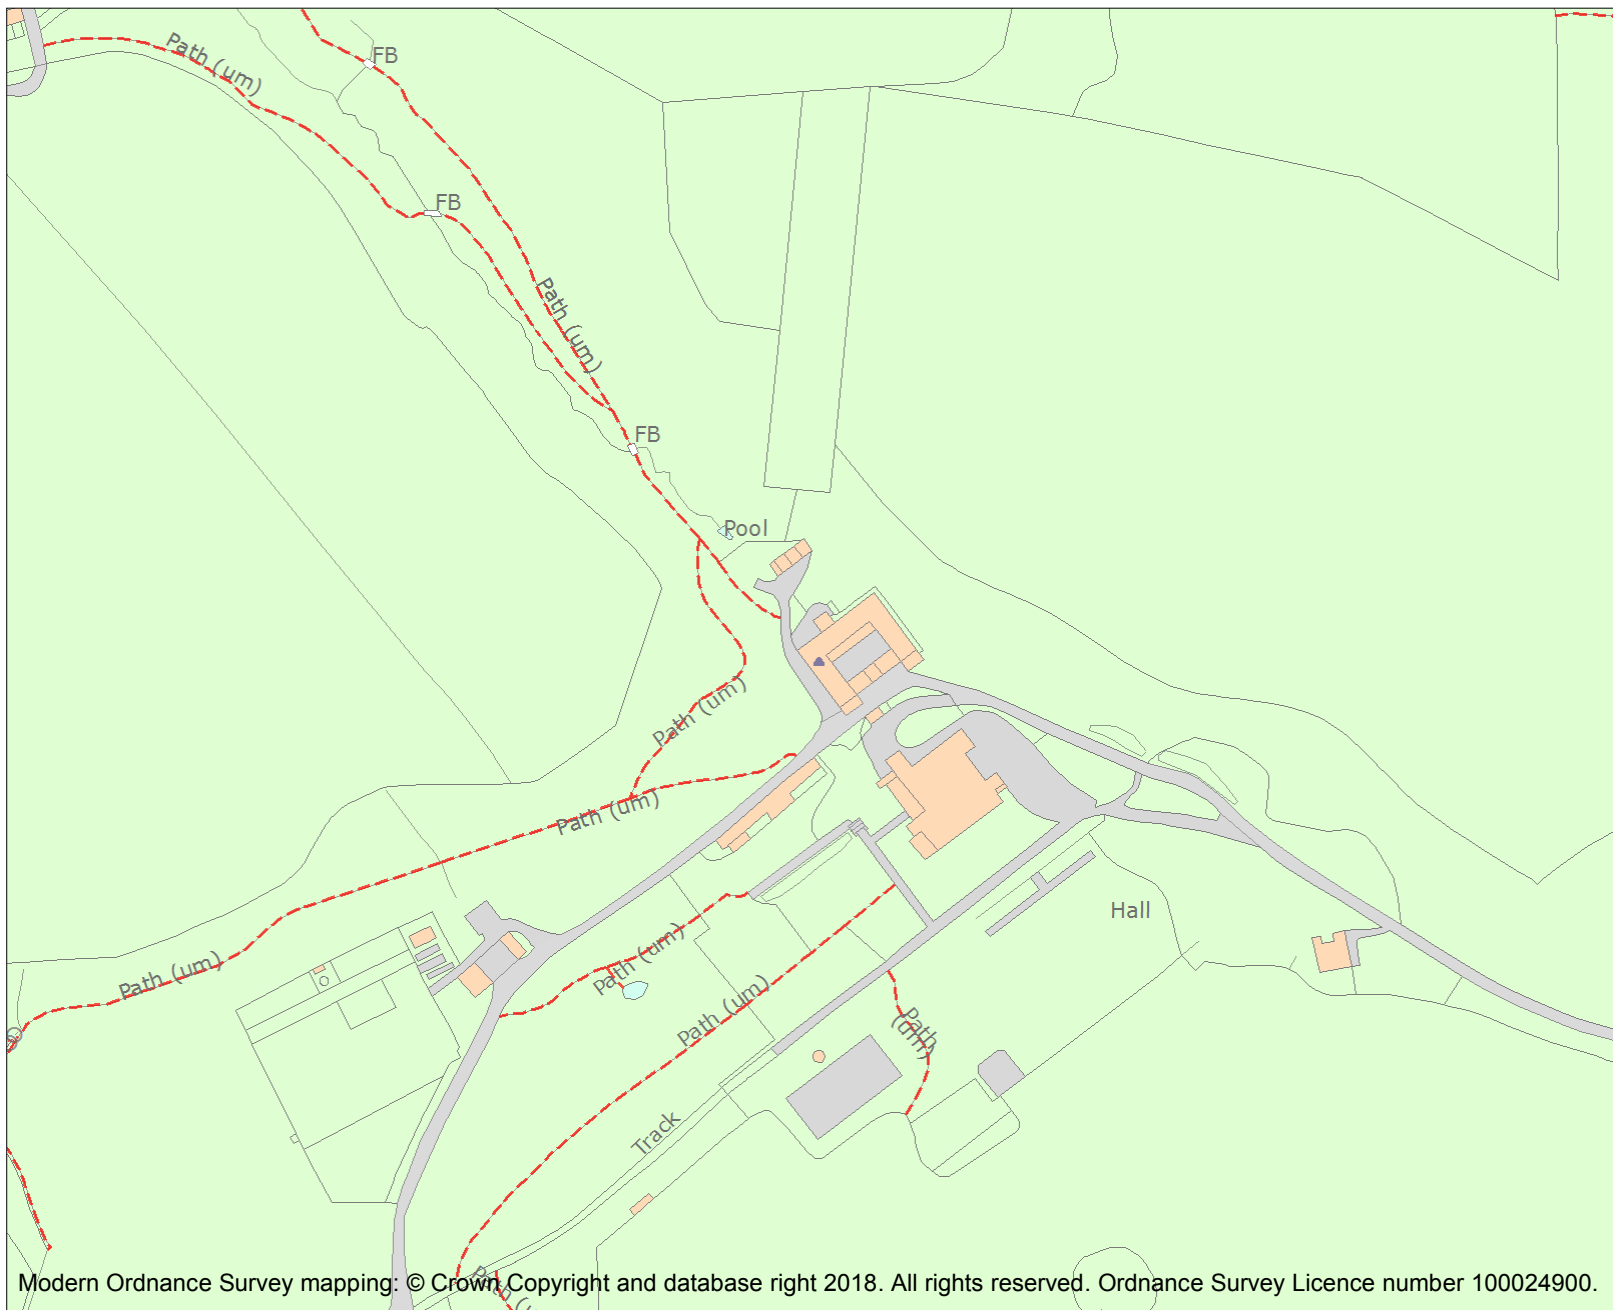 Path (um)
FB
FB
Path (um)
FB
Pool
Path (um)
Path (um)
Hall
Path (um)
Path (um)
Path (um)
Path
(um)
Track
Path (um)
Modern Ordnance Survey mapping: © Crown Copyright and database right 2018. All rights reserved. Ordnance Survey Licence number 100024900.